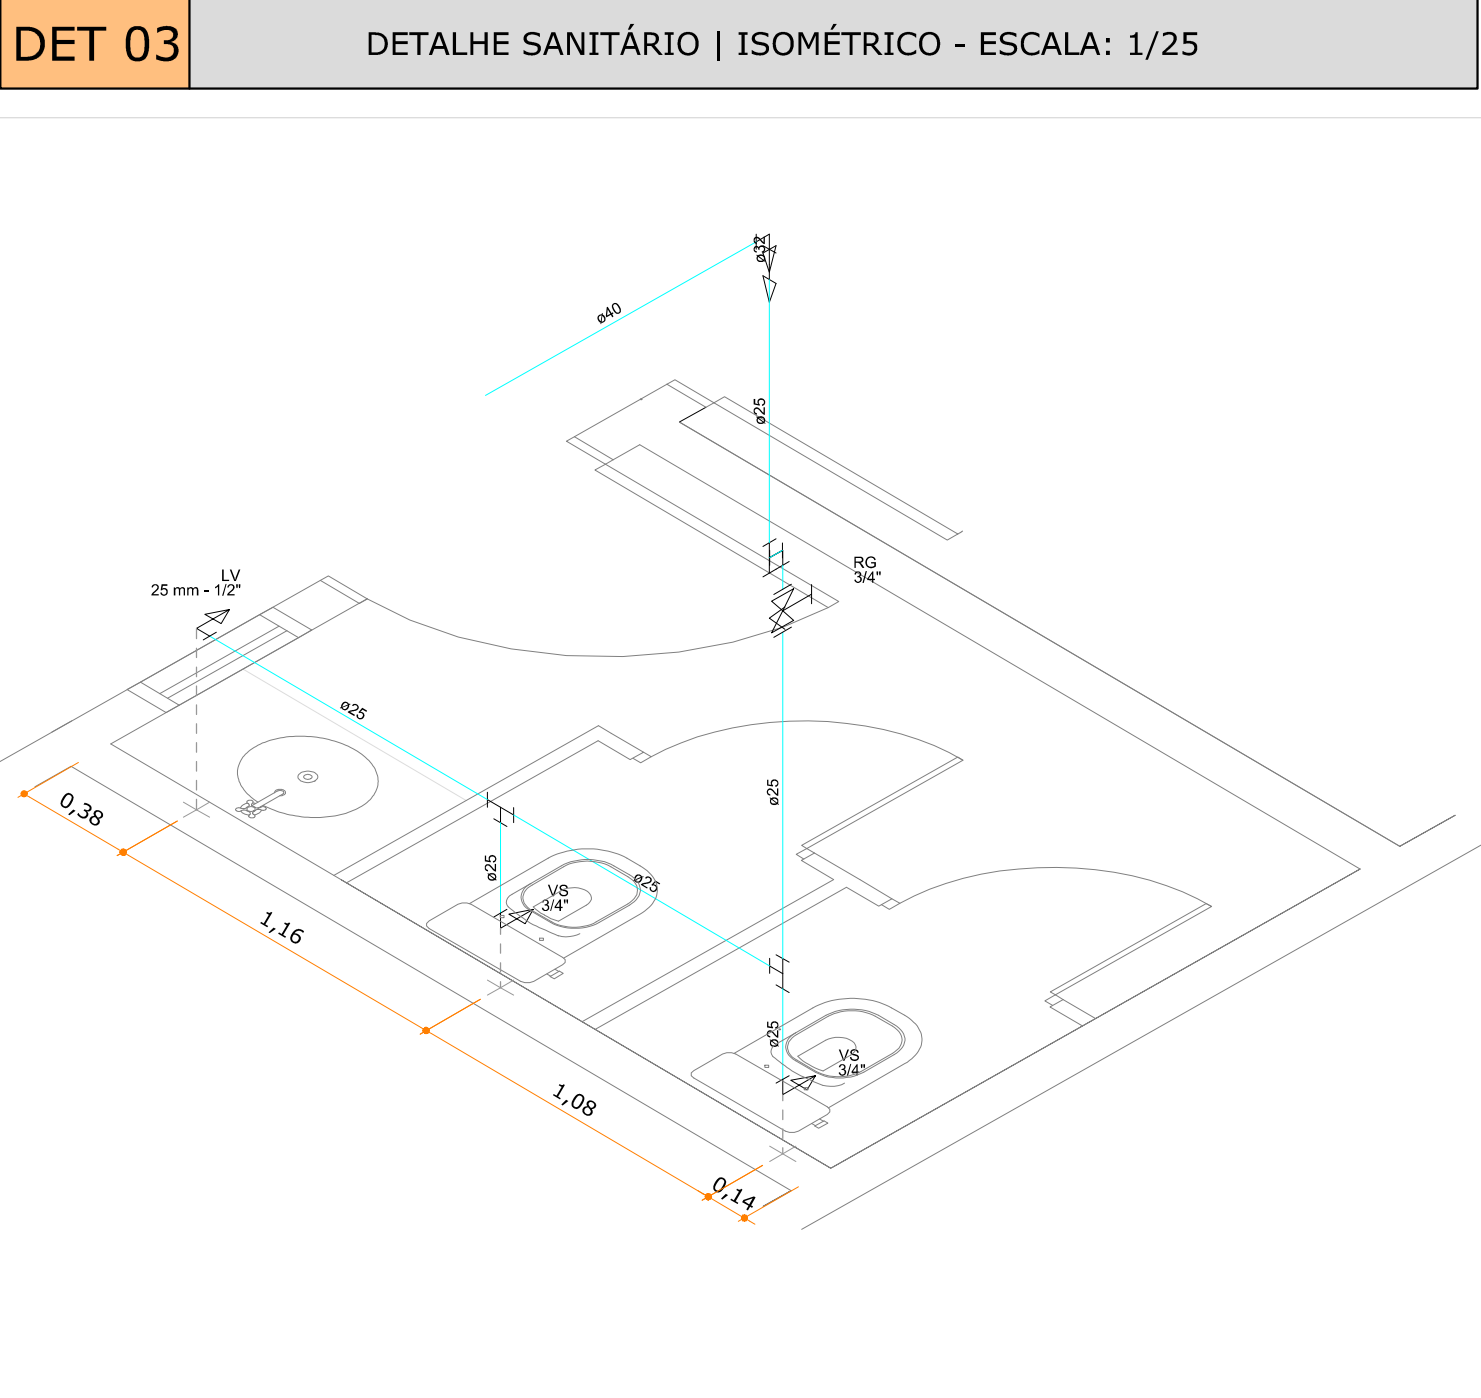 DET 03
DETALHE SANITÁRIO | ISOMÉTRICO - ESCALA: 1/25
ø32
ø40
ø25
RG
3/4"
LV
25 mm - 1/2"
ø25
ø25
0,38
ø25
ø25
VS
3/4"
1,16
ø25
VS
3/4"
1,08
0,14